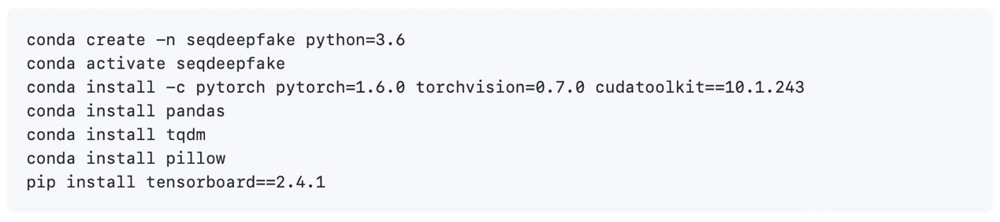 conda create -n seqdeepfake python=3.6
conda activate seqdeepfake
conda install -c pytorch pytorch=1.6.0 torchvision=0.7.0 cudatoolkit==10.1.243
conda install pandas
conda install tqdm
conda install pillow
pip install tensorboard==2.4.1